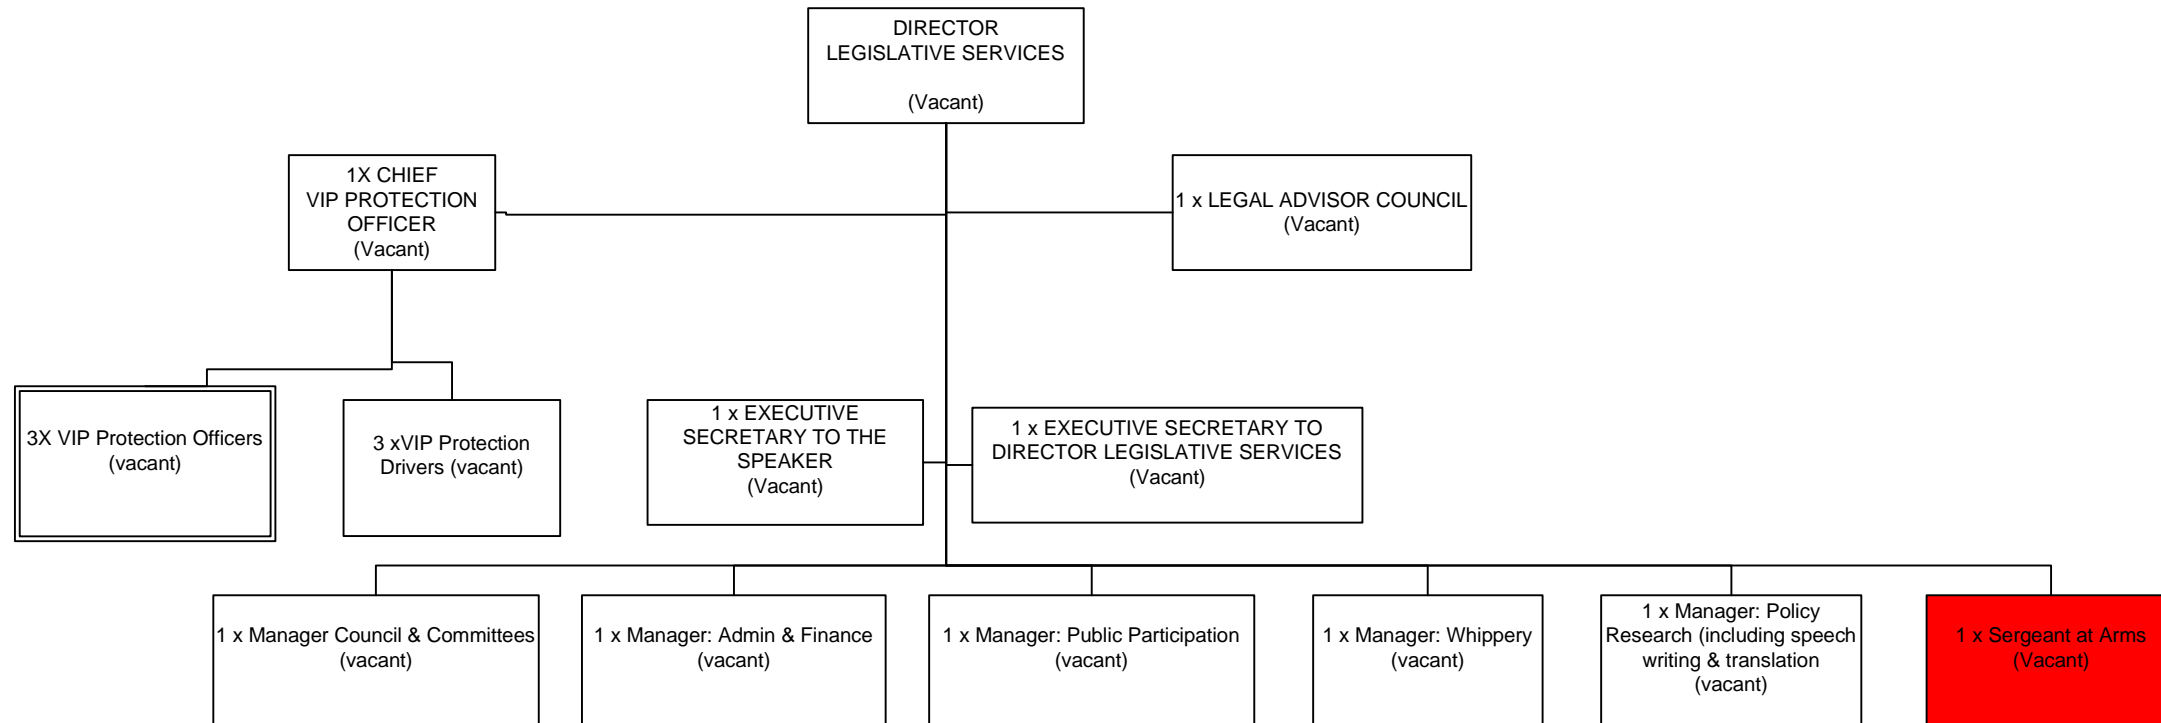 DIRECTOR
LEGISLATIVE SERVICES
(Vacant)
1X CHIEF
VIP PROTECTION
OFFICER
(Vacant)
1 x LEGAL ADVISOR COUNCIL
(Vacant)
3X VIP Protection Officers
(vacant)
3 xVIP Protection
Drivers (vacant)
1 x EXECUTIVE
SECRETARY TO THE
SPEAKER
(Vacant)
1 x EXECUTIVE SECRETARY TO
DIRECTOR LEGISLATIVE SERVICES
(Vacant)
1 x Manager Council & Committees
(vacant)
1 x Manager: Admin & Finance
(vacant)
1 x Manager: Public Participation
(vacant)
1 x Manager: Whippery
(vacant)
1 x Manager: Policy
Research (including speech
writing & translation
(vacant)
1 x Sergeant at Arms
(Vacant)